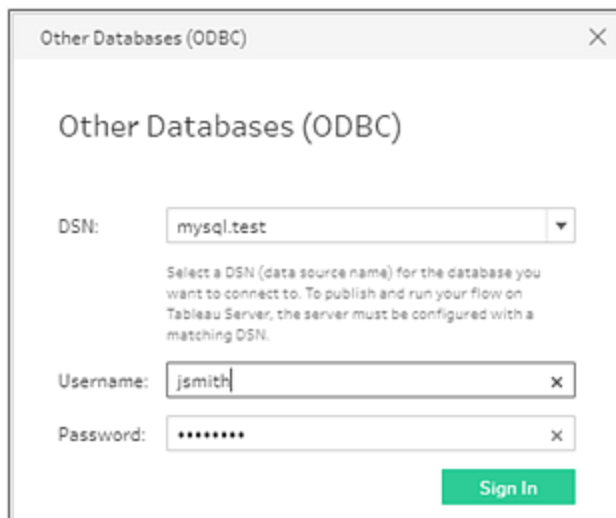 Other Databases (ODBC)
Other Databases (ODBC)
DSN: mysql.test
Select a DSN (data source name) for the database you
want to connect to. To publish and run your flow on
Tableau Server, the server must be configured with a
matching DSN.
Username: jsmith
Password: ••••••••
Sign In